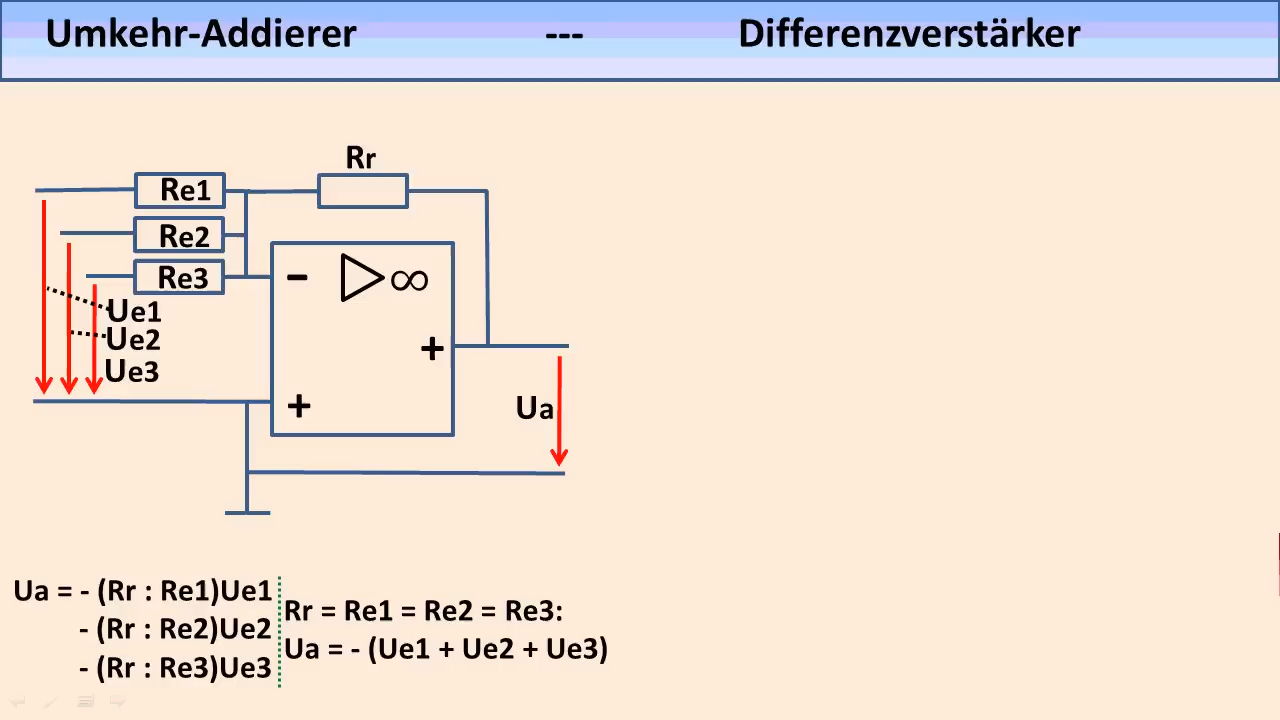 Umkehr-Addierer --- Differenzverstärker
Rr
Re1
Re2
Re3
- ∞
Ue1
Ue2
+
Ue3
+
Ua
Ua = - (Rr : Re1)Ue1
- (Rr : Re2)Ue2
- (Rr : Re3)Ue3
Rr = Re1 = Re2 = Re3:
Ua = - (Ue1 + Ue2 + Ue3)